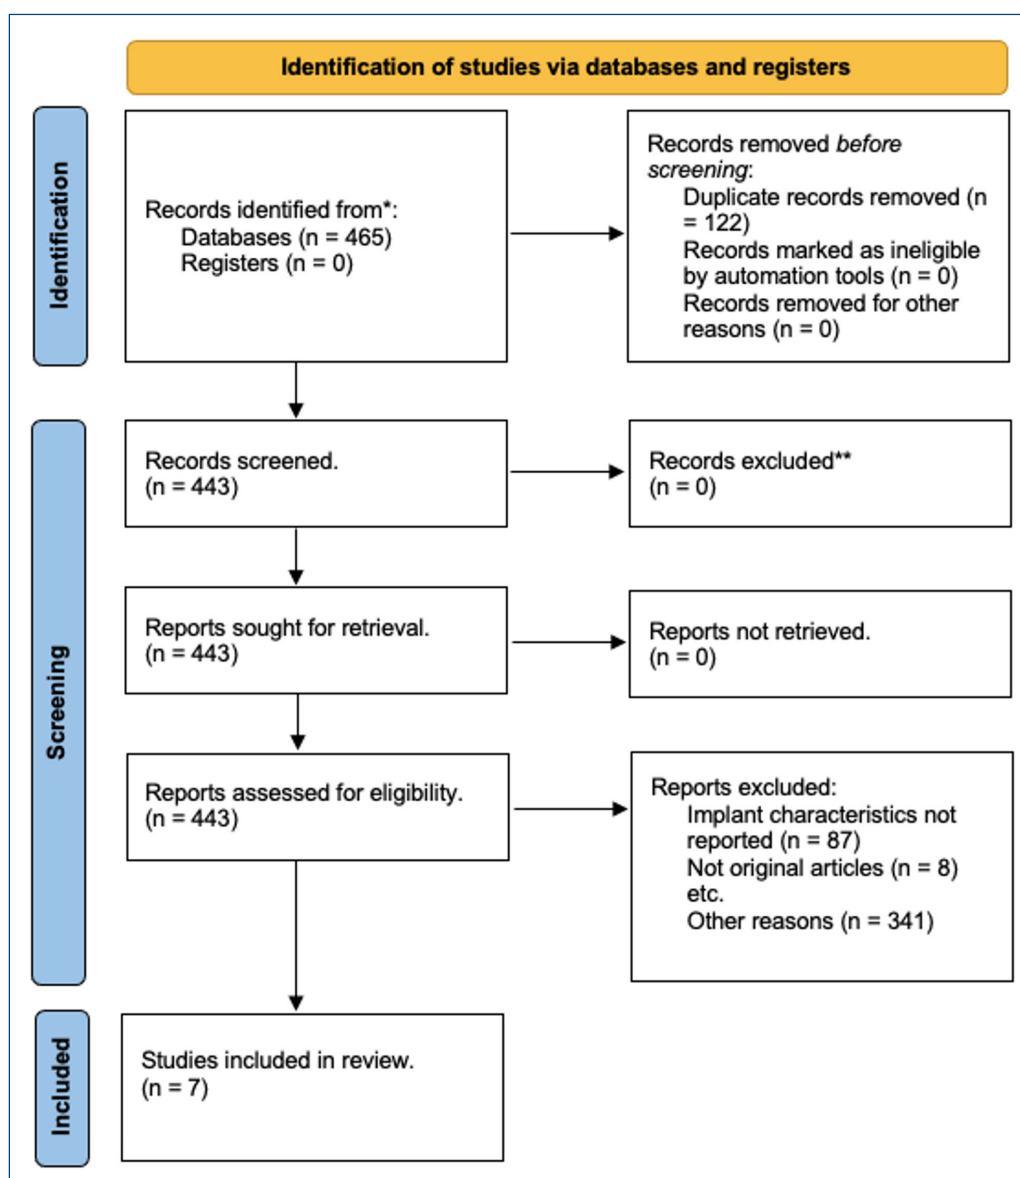 Identification of studies via databases and registers
Identification
Records identified from*:
Databases (n = 465)
Registers (n = 0)
Records removed before
screening:
Duplicate records removed (n
= 122)
Records marked as ineligible
by automation tools (n = 0)
Records removed for other
reasons (n = 0)
Screening
Records screened.
(n = 443)
Records excluded**
(n = 0)
Reports sought for retrieval.
(n = 443)
Reports not retrieved.
(n = 0)
Reports assessed for eligibility.
(n = 443)
Reports excluded:
Implant characteristics not
reported (n = 87)
Not original articles (n = 8)
etc.
Other reasons (n = 341)
Included
Studies included in review.
(n = 7)